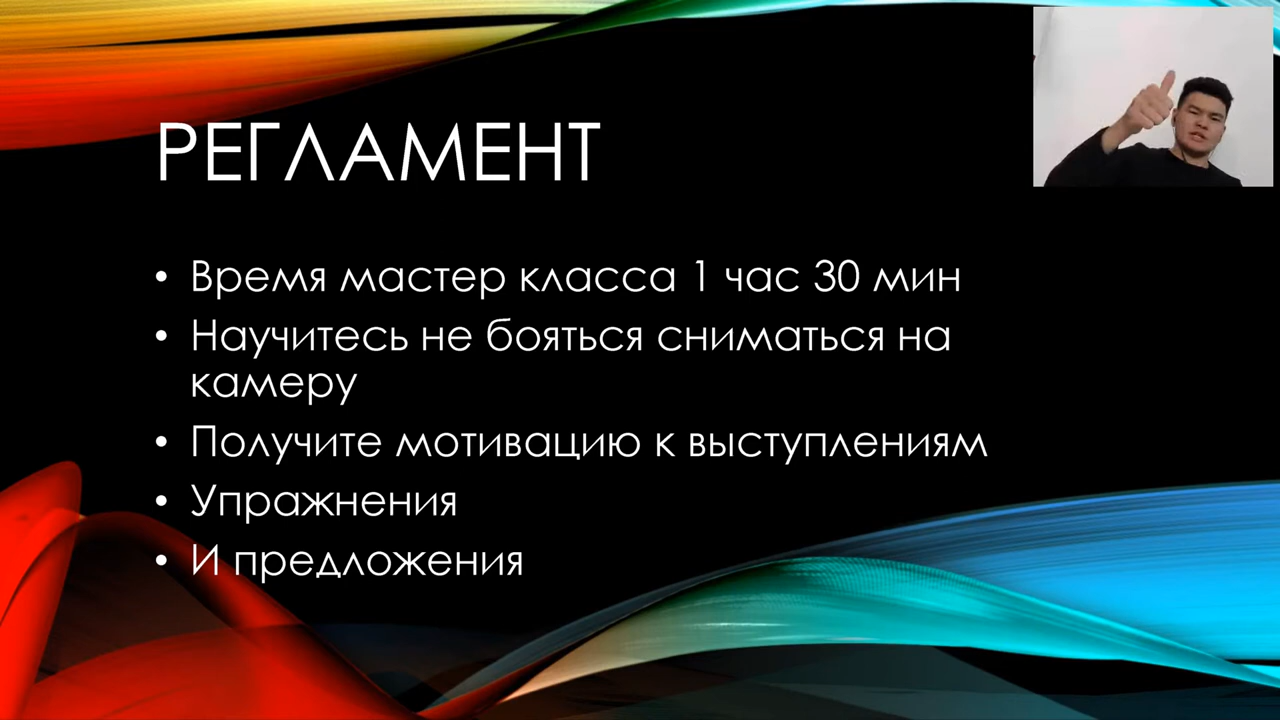 РЕГЛАМЕНТ
• Время мастер класса 1 час 30 мин
• Научитесь не бояться сниматься на
камеру
• Получите мотивацию к выступлениям
• Упражнения
• И предложения